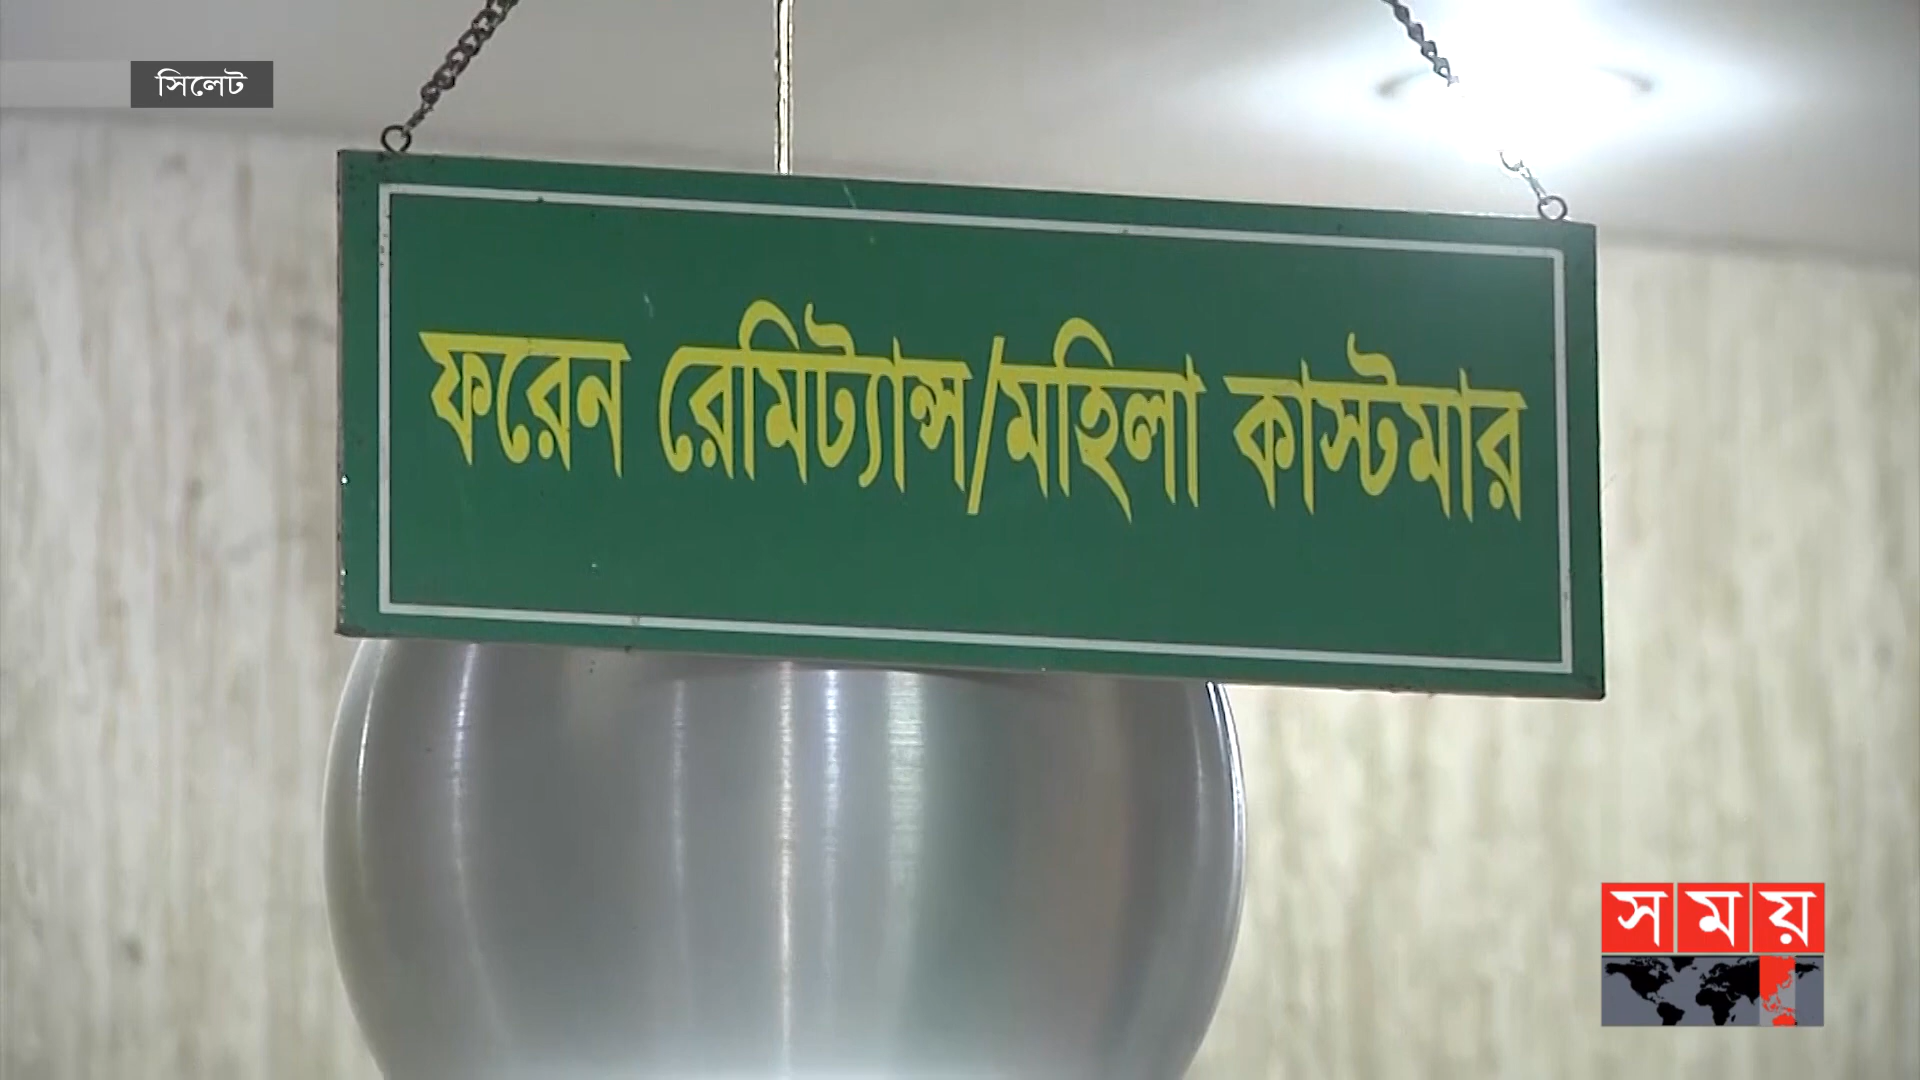 সিলেট
ফরেন রেমিট্যান্স/মহিলা কাস্টমার
সময়